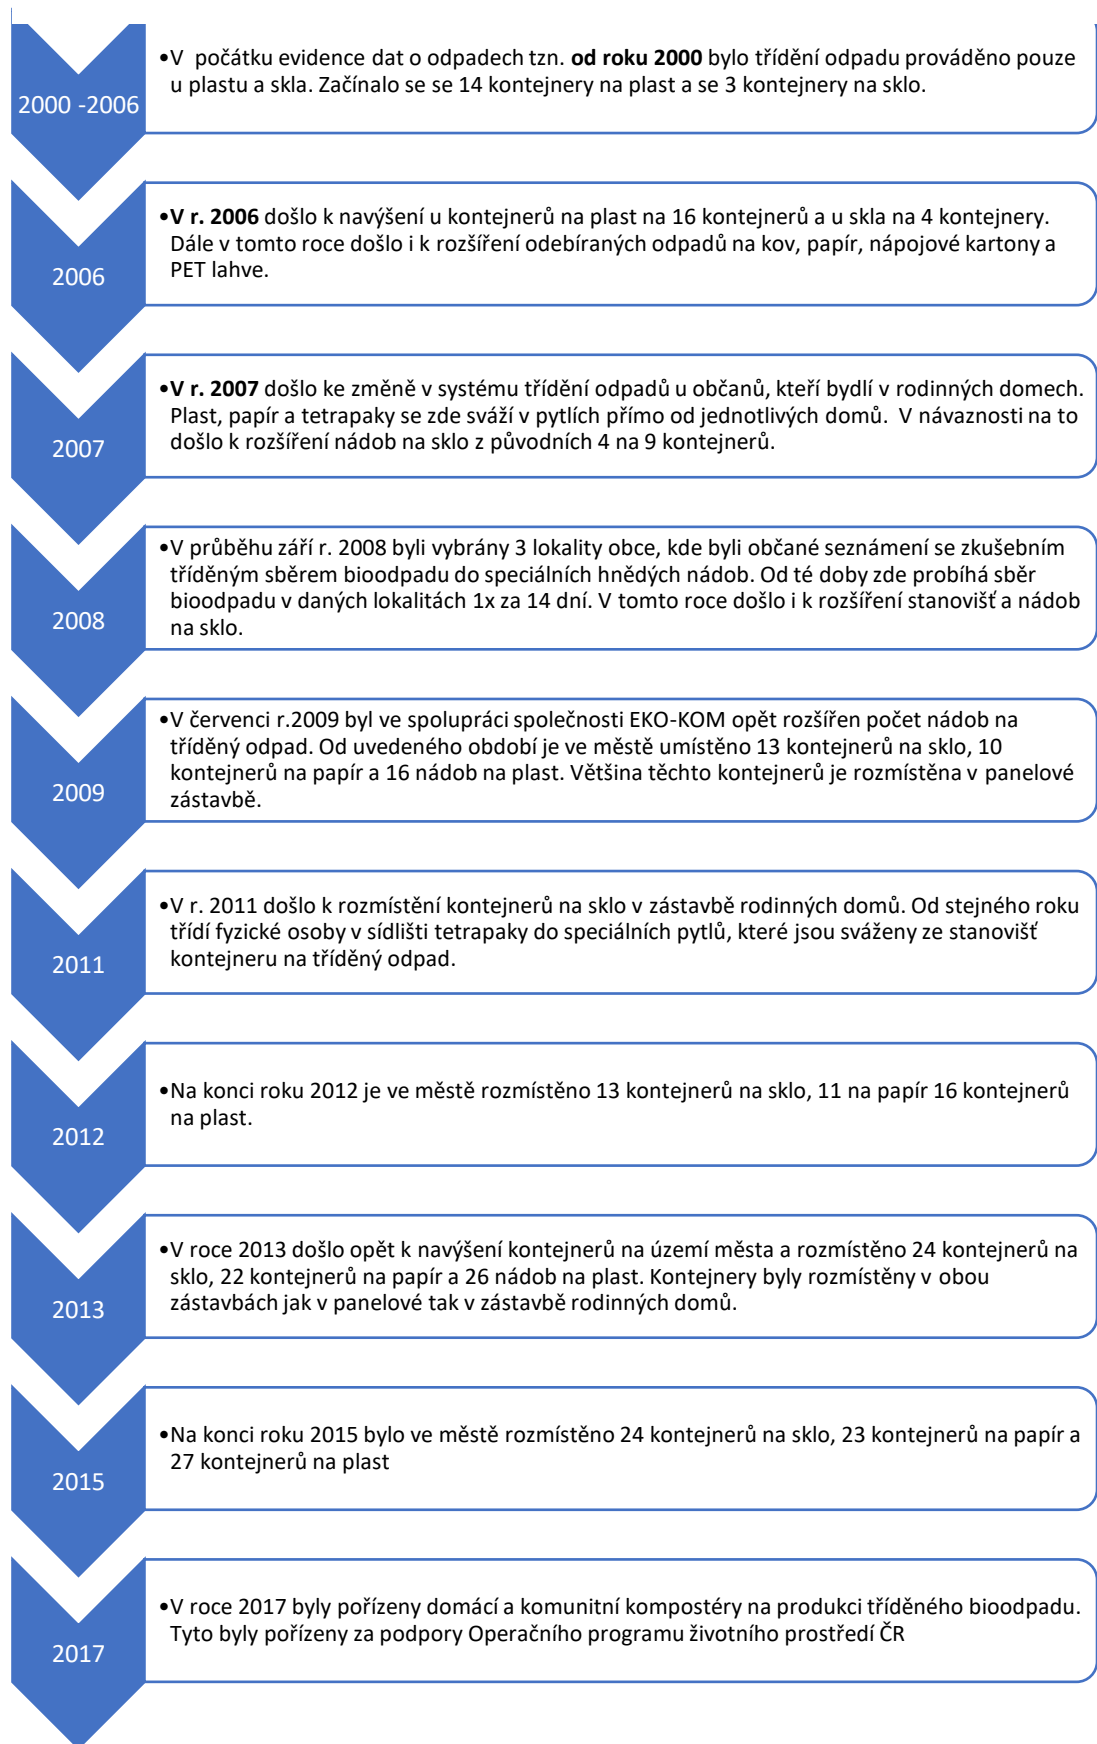 2000 -2006
•V  počátku evidence dat o odpadech tzn. od roku 2000 bylo třídění odpadu prováděno pouze
u plastu a skla. Začínalo se se 14 kontejnery na plast a se 3 kontejnery na sklo.
2006
•V r. 2006 došlo k navýšení u kontejnerů na plast na 16 kontejnerů a u skla na 4 kontejnery.
Dále v tomto roce došlo i k rozšíření odebíraných odpadů na kov, papír, nápojové kartony a
PET lahve.
2007
•V r. 2007 došlo ke změně v systému třídění odpadů u občanů, kteří bydlí v rodinných domech.
Plast, papír a tetrapaky se zde sváží v pytlích přímo od jednotlivých domů.  V návaznosti na to
došlo k rozšíření nádob na sklo z původních 4 na 9 kontejnerů.
2008
•V průběhu září r. 2008 byli vybrány 3 lokality obce, kde byli občané seznámení se zkušebním
tříděným sběrem bioodpadu do speciálních hnědých nádob. Od té doby zde probíhá sběr
bioodpadu v daných lokalitách 1x za 14 dní. V tomto roce došlo i k rozšíření stanovišť a nádob
na sklo.
2009
•V červenci r.2009 byl ve spolupráci společnosti EKO-KOM opět rozšířen počet nádob na
tříděný odpad. Od uvedeného období je ve městě umístěno 13 kontejnerů na sklo, 10
kontejnerů na papír a 16 nádob na plast. Většina těchto kontejnerů je rozmístěna v panelové
zástavbě.
2011
•V r. 2011 došlo k rozmístění kontejnerů na sklo v zástavbě rodinných domů. Od stejného roku
třídí fyzické osoby v sídlišti tetrapaky do speciálních pytlů, které jsou sváženy ze stanovišť
kontejneru na tříděný odpad.
2012
•Na konci roku 2012 je ve městě rozmístěno 13 kontejnerů na sklo, 11 na papír 16 kontejnerů
na plast.
2013
•V roce 2013 došlo opět k navýšení kontejnerů na území města a rozmístěno 24 kontejnerů na
sklo, 22 kontejnerů na papír a 26 nádob na plast. Kontejnery byly rozmístěny v obou
zástavbách jak v panelové tak v zástavbě rodinných domů.
2015
•Na konci roku 2015 bylo ve městě rozmístěno 24 kontejnerů na sklo, 23 kontejnerů na papír a
27 kontejnerů na plast
2017
•V roce 2017 byly pořízeny domácí a komunitní kompostéry na produkci tříděného bioodpadu.
Tyto byly pořízeny za podpory Operačního programu životního prostředí ČR